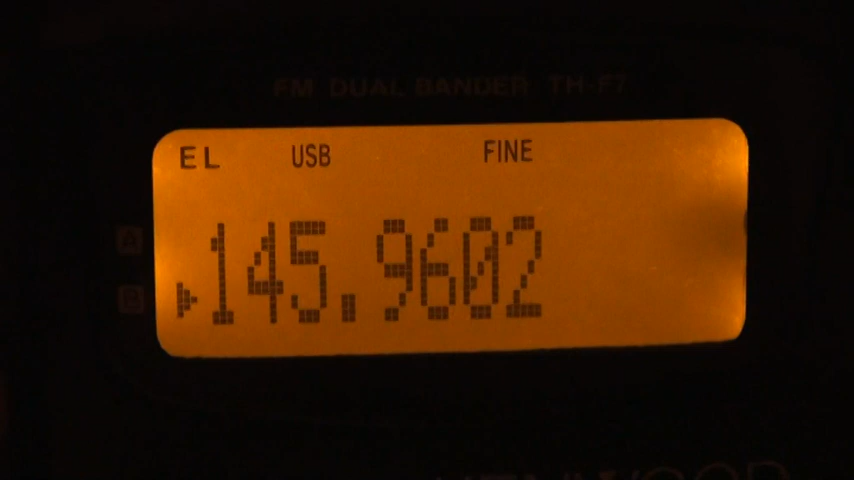 FM DUAL BANDER TH-F7
EL USB FINE
A
145.9602
B
KENWOOD